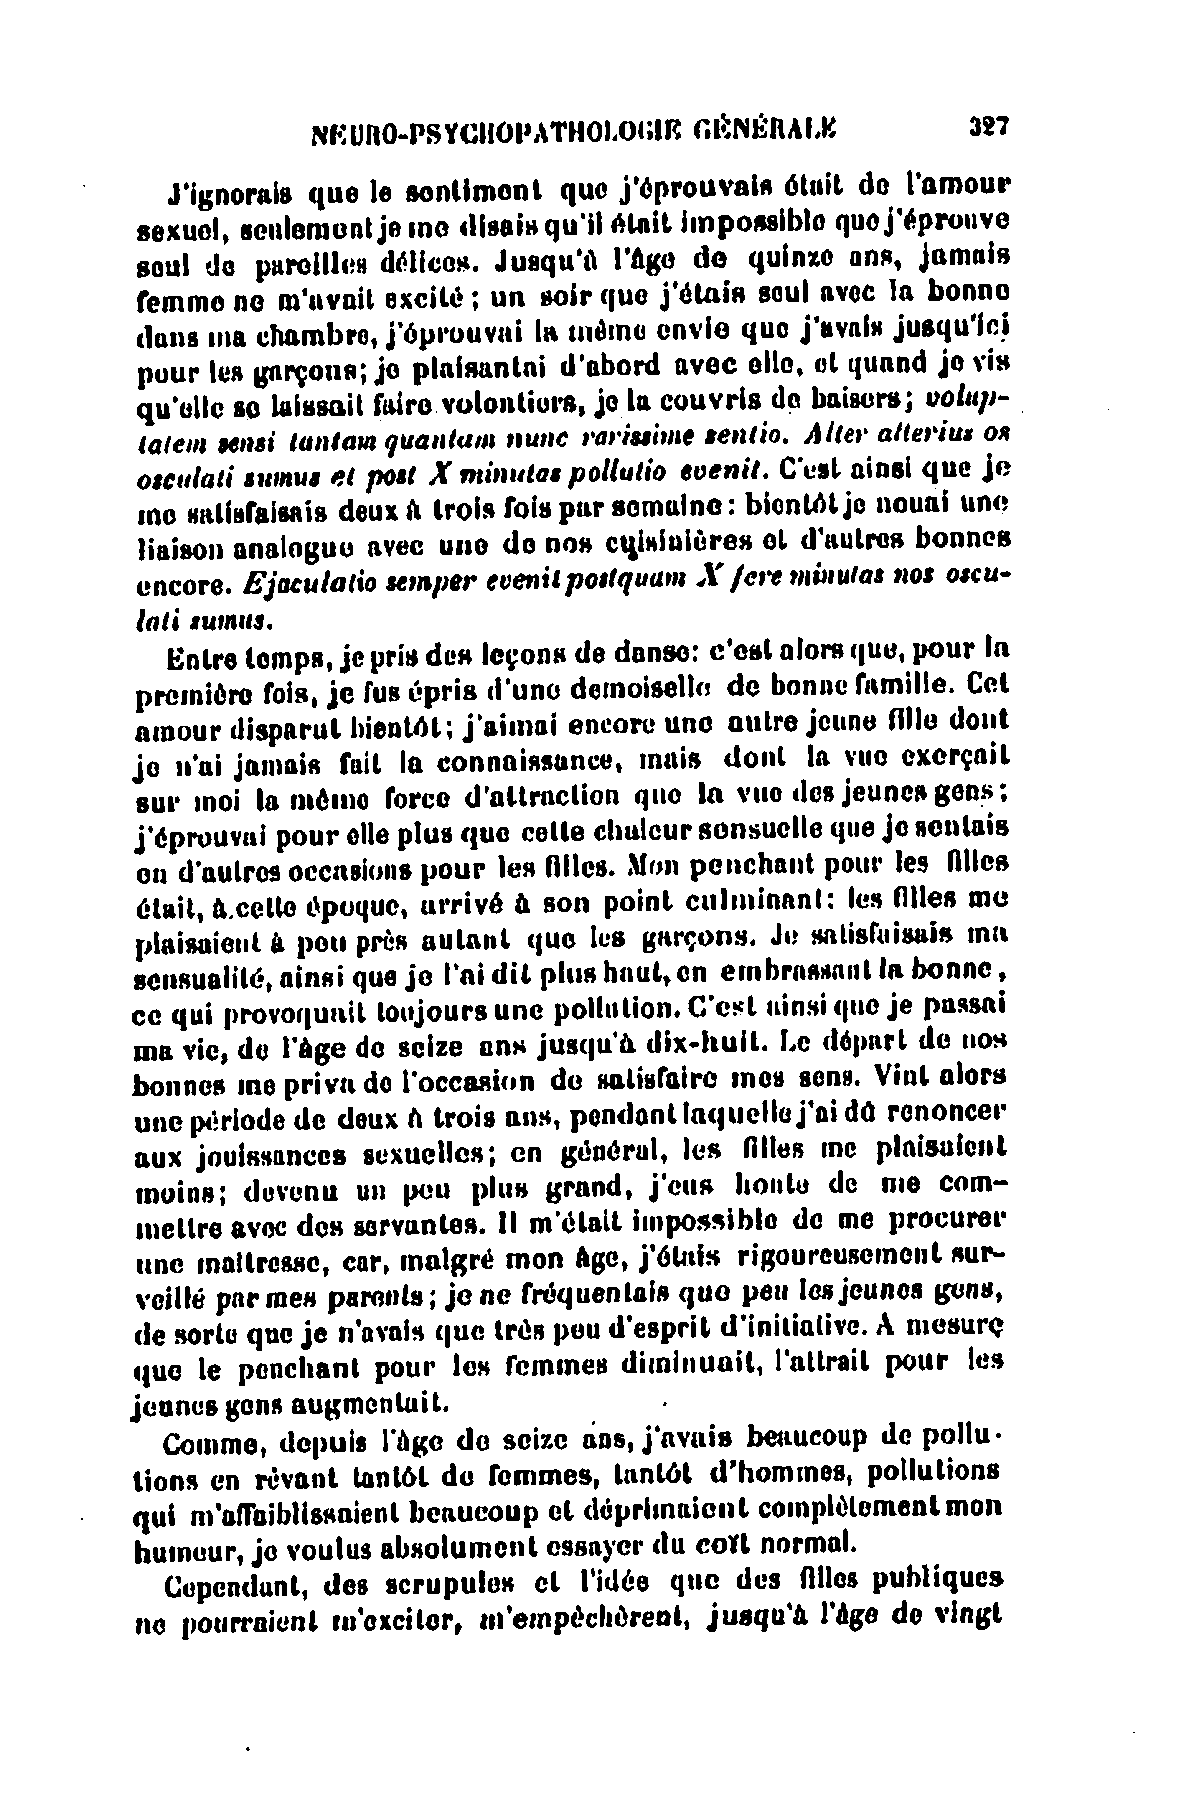 NEURO-PSYCHOPATHOLOGIE GÉNÉRALE 327
J'ignorais que le sentiment que j'éprouvais était de l'amour
sexuel, seulement je me disais qu'il était impossible que j'éprouve
seul de pareilles délices. Jusqu'à l'âge de quinze ans, jamais
femme ne m'avait excité ; un soir que j'étais seul avec la bonne
dans ma chambre, j'éprouvai la même envie que j'avais jusqu'ici
pour les garçons; je plaisantai d'abord avec elle, et quand je vis
qu'elle se laissait faire volontiers, je la couvris de baisers; volup-
tatem sensi tantam quantum nunc rarissime sentio. Alter alterius os
osculati sumus et post X minutas pollutio evenit. C'est ainsi que je
me satisfaisais deux à trois fois par semaine : bientôt je nouai une
liaison analogue avec une de nos cuisinières et d'autres bonnes
encore. Ejaculatio semper evenit postquam X fere minutas nos oscu-
lati sumus.
Entre temps, je pris des leçons de danse: c'est alors que, pour la
première fois, je fus épris d'une demoiselle de bonne famille. Cet
amour disparut bientôt; j'aimai encore une autre jeune fille dont
je n'ai jamais fait la connaissance, mais dont la vue exerçait
sur moi la même force d'attraction que la vue des jeunes gens;
j'éprouvai pour elle plus que cette chaleur sensuelle que je sentais
en d'autres occasions pour les filles. Mon penchant pour les filles
était, à cette époque, arrivé à son point culminant: les filles me
plaisaient à peu près autant que les garçons. Je satisfaisais ma
sensualité, ainsi que je l'ai dit plus haut, en embrassant la bonne,
ce qui provoquait toujours une pollution. C'est ainsi que je passai
ma vie, de l'âge de seize ans jusqu'à dix-huit. Le départ de nos
bonnes me priva de l'occasion de satisfaire mes sens. Vint alors
une période de deux à trois ans, pendant laquelle j'ai dû renoncer
aux jouissances sexuelles; en général, les filles me plaisaient
moins; devenu un peu plus grand, j'eus honte de me com-
mettre avec des servantes. Il m'était impossible de me procurer
une maîtresse, car, malgré mon âge, j'étais rigoureusement sur-
veillé par mes parents; je ne fréquentais que peu les jeunes gens,
de sorte que je n'avais que très peu d'esprit d'initiative. A mesure
que le penchant pour les femmes diminuait, l'attrait pour les
jeunes gens augmentait.
Comme, depuis l'âge de seize ans, j'avais beaucoup de pollu-
tions en rêvant tantôt de femmes, tantôt d'hommes, pollutions
qui m'affaiblissaient beaucoup et déprimaient complètement mon
humeur, je voulus absolument essayer du coït normal.
Cependant, des scrupules et l'idée que des filles publiques
ne pourraient m'exciter, m'empêchèrent, jusqu'à l'âge de vingt